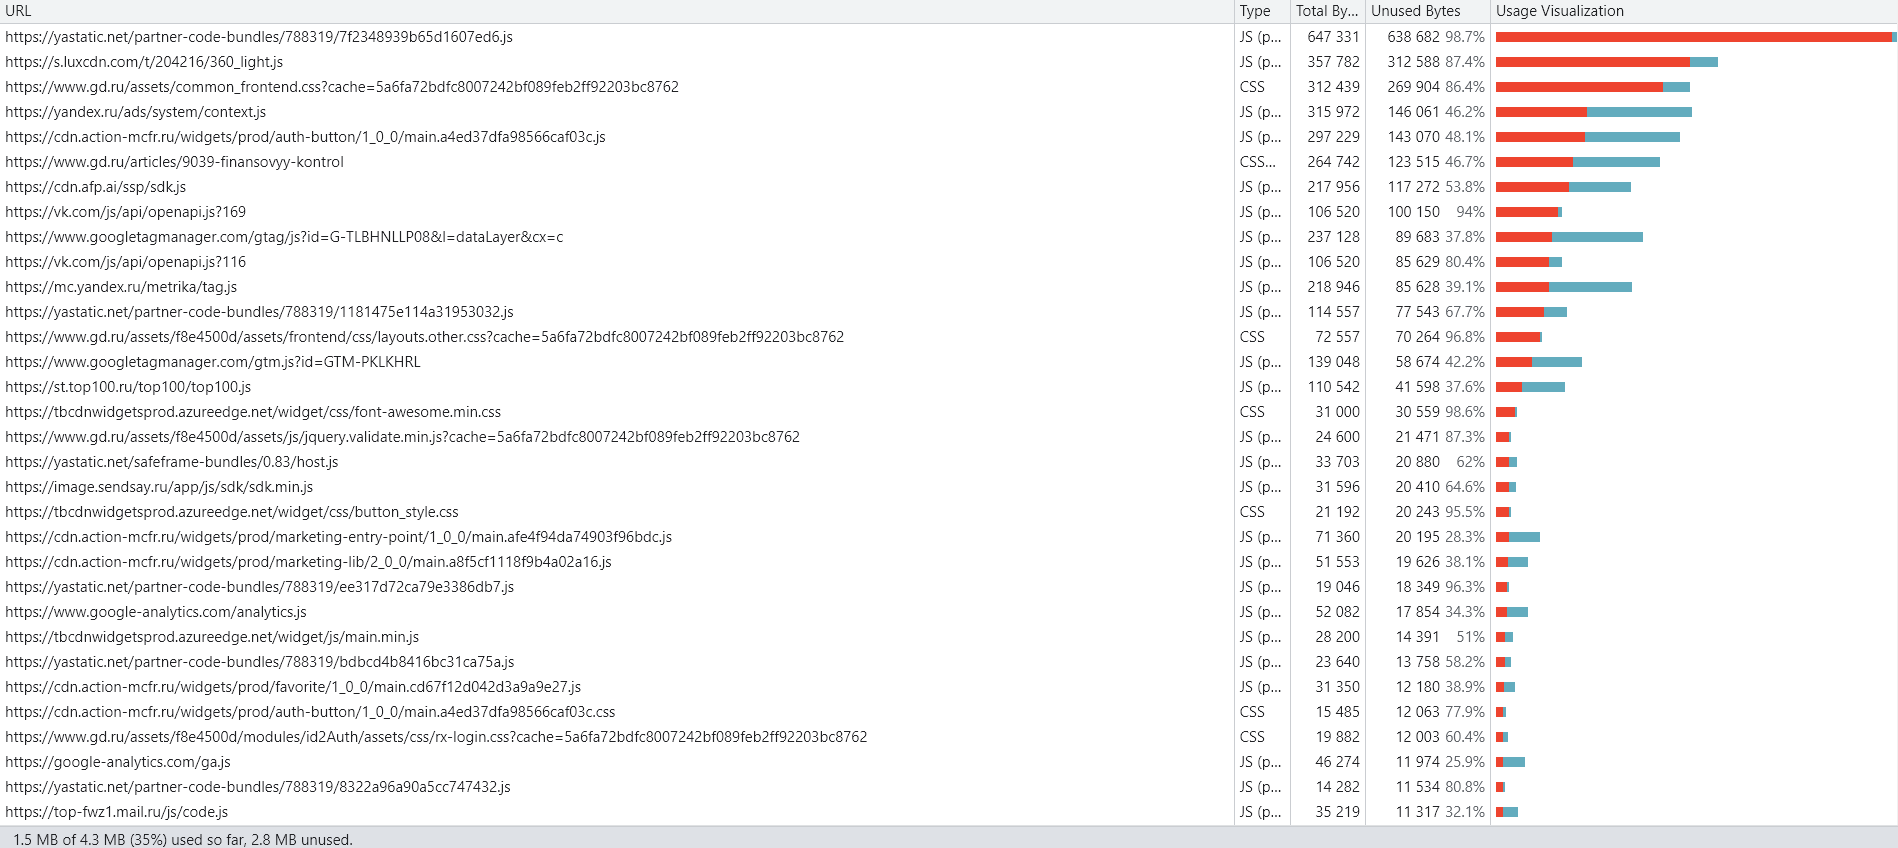 URL Type Total By... Unused Bytes Usage Visualization
https://yastatic.net/partner-code-bundles/788319/7f2348939b65d1607ed6.js JS (p... 647 331 638 682 98.7%
https://s.luxcdn.com/t/204216/360_light.js JS (p... 357 782 312 588 87.4%
https://www.gd.ru/assets/common_frontend.css?cache=5a6fa72bdfc8007242bf089feb2ff92203bc8762 CSS 312 439 269 904 86.4%
https://yandex.ru/ads/system/context.js JS (p... 315 972 146 061 46.2%
https://cdn.action-mcfr.ru/widgets/prod/auth-button/1_0_0/main.a4ed37dfa98566caf03c.js JS (p... 297 229 143 070 48.1%
https://www.gd.ru/articles/9039-finansovyy-kontrol CSS... 264 742 123 515 46.7%
https://cdn.afp.ai/ssp/sdk.js JS (p... 217 956 117 272 53.8%
https://vk.com/js/api/openapi.js?169 JS (p... 106 520 100 150 94%
https://www.googletagmanager.com/gtag/js?id=G-TLBHNLLP08&l=dataLayer&cx=c JS (p... 237 128 89 683 37.8%
https://vk.com/js/api/openapi.js?116 JS (p... 106 520 85 629 80.4%
https://mc.yandex.ru/metrika/tag.js JS (p... 218 946 85 628 39.1%
https://yastatic.net/partner-code-bundles/788319/1181475e114a31953032.js JS (p... 114 557 77 543 67.7%
https://www.gd.ru/assets/f8e4500d/assets/frontend/css/layouts.other.css?cache=5a6fa72bdfc8007242bf089feb2ff92203bc8762 CSS 72 557 70 264 96.8%
https://www.googletagmanager.com/gtm.js?id=GTM-PKLKHRL JS (p... 139 048 58 674 42.2%
https://st.top100.ru/top100/top100.js JS (p... 110 542 41 598 37.6%
https://tbcdnwidgetsprod.azureedge.net/widget/css/font-awesome.min.css CSS 31 000 30 559 98.6%
https://www.gd.ru/assets/f8e4500d/assets/js/jquery.validate.min.js?cache=5a6fa72bdfc8007242bf089feb2ff92203bc8762 JS (p... 24 600 21 471 87.3%
https://yastatic.net/safeframe-bundles/0.83/host.js JS (p... 33 703 20 880 62%
https://image.sendsay.ru/app/js/sdk/sdk.min.js JS (p... 31 596 20 410 64.6%
https://tbcdnwidgetsprod.azureedge.net/widget/css/button_style.css CSS 21 192 20 243 95.5%
https://cdn.action-mcfr.ru/widgets/prod/marketing-entry-point/1_0_0/main.afe4f94da74903f96bdc.js JS (p... 71 360 20 195 28.3%
https://cdn.action-mcfr.ru/widgets/prod/marketing-lib/2_0_0/main.a8f5cf1118f9b4a02a16.js JS (p... 51 553 19 626 38.1%
https://yastatic.net/partner-code-bundles/788319/ee317d72ca79e3386db7.js JS (p... 19 046 18 349 96.3%
https://www.google-analytics.com/analytics.js JS (p... 52 082 17 854 34.3%
https://tbcdnwidgetsprod.azureedge.net/widget/js/main.min.js JS (p... 28 200 14 391 51%
https://yastatic.net/partner-code-bundles/788319/bdbcd4b8416bc31ca75a.js JS (p... 23 640 13 758 58.2%
https://cdn.action-mcfr.ru/widgets/prod/favorite/1_0_0/main.cd67f12d042d3a9a9e27.js JS (p... 31 350 12 180 38.9%
https://cdn.action-mcfr.ru/widgets/prod/auth-button/1_0_0/main.a4ed37dfa98566caf03c.css CSS 15 485 12 063 77.9%
https://www.gd.ru/assets/f8e4500d/modules/id2Auth/assets/css/rx-login.css?cache=5a6fa72bdfc8007242bf089feb2ff92203bc8762 CSS 19 882 12 003 60.4%
https://google-analytics.com/ga.js JS (p... 46 274 11 974 25.9%
https://yastatic.net/partner-code-bundles/788319/8322a96a90a5cc747432.js JS (p... 14 282 11 534 80.8%
https://top-fwz1.mail.ru/js/code.js JS (p... 35 219 11 317 32.1%
1.5 MB of 4.3 MB (35%) used so far, 2.8 MB unused.